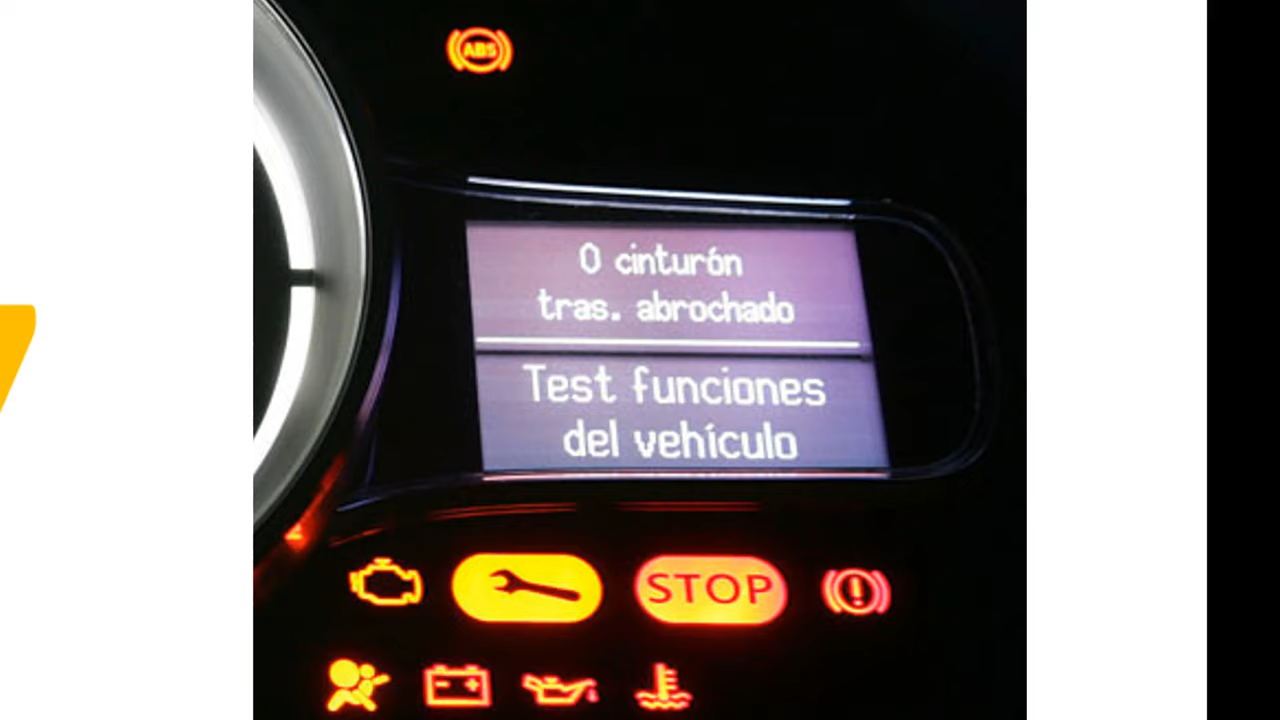 ABS
0 cinturón
tras. abrochado
Test funciones
del vehículo
STOP